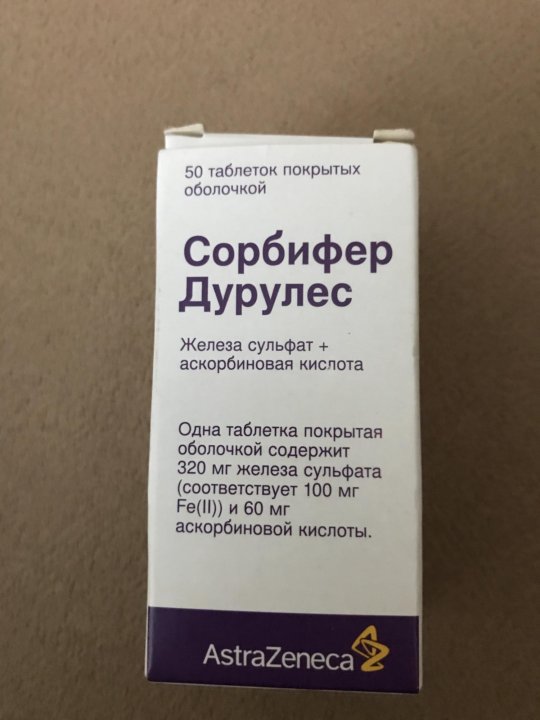 50 таблеток покрытых
оболочкой
Сорбифер
Дурулес
Железа сульфат +
аскорбиновая кислота
Одна таблетка покрытая
оболочкой содержит
320 мг железа сульфата
(соответствует 100 мг
Fe(II)) и 60 мг
аскорбиновой кислоты.
AstraZeneca